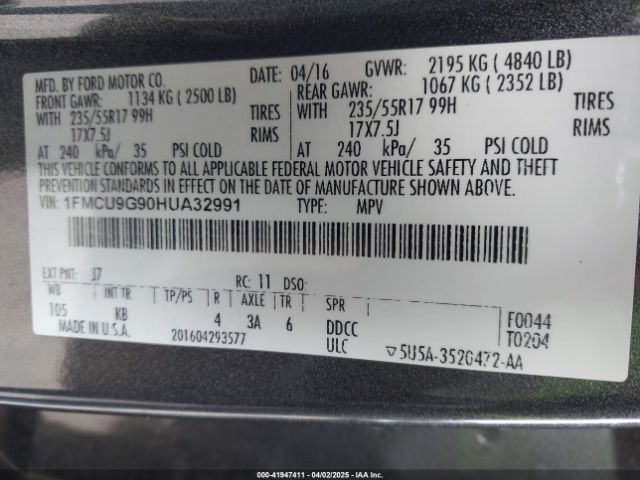 MFD. BY FORD MOTOR CO.
DATE: 04/16 GVWR: 2195 KG ( 4840 LB)
FRONT GAWR: 1134 KG ( 2500 LB)
REAR GAWR: 1067 KG ( 2352 LB)
WITH 235/55R17 99H TIRES
WITH 235/55R17 99H TIRES
17X7.5J RIMS
17X7.5J RIMS
AT 240 kPa/ 35 PSI COLD
AT 240 kPa/ 35 PSI COLD
THIS VEHICLE CONFORMS TO ALL APPLICABLE FEDERAL MOTOR VEHICLE SAFETY AND THEFT
PREVENTION STANDARDS IN EFFECT ON THE DATE OF MANUFACTURE SHOWN ABOVE.
VIN: 1FMCU9G90HUA32991 TYPE: MPV
EXT PNT: J7 RC: 11 DSO:
WB INT TR TP/PS R AXLE TR SPR
105 KB 4 3A 6 DDCC F0044
MADE IN U.S.A. 201604293577 ULC T0204
▽5U5A-3520472-AA
000-41947411 - 04/02/2025 - IAAI.com